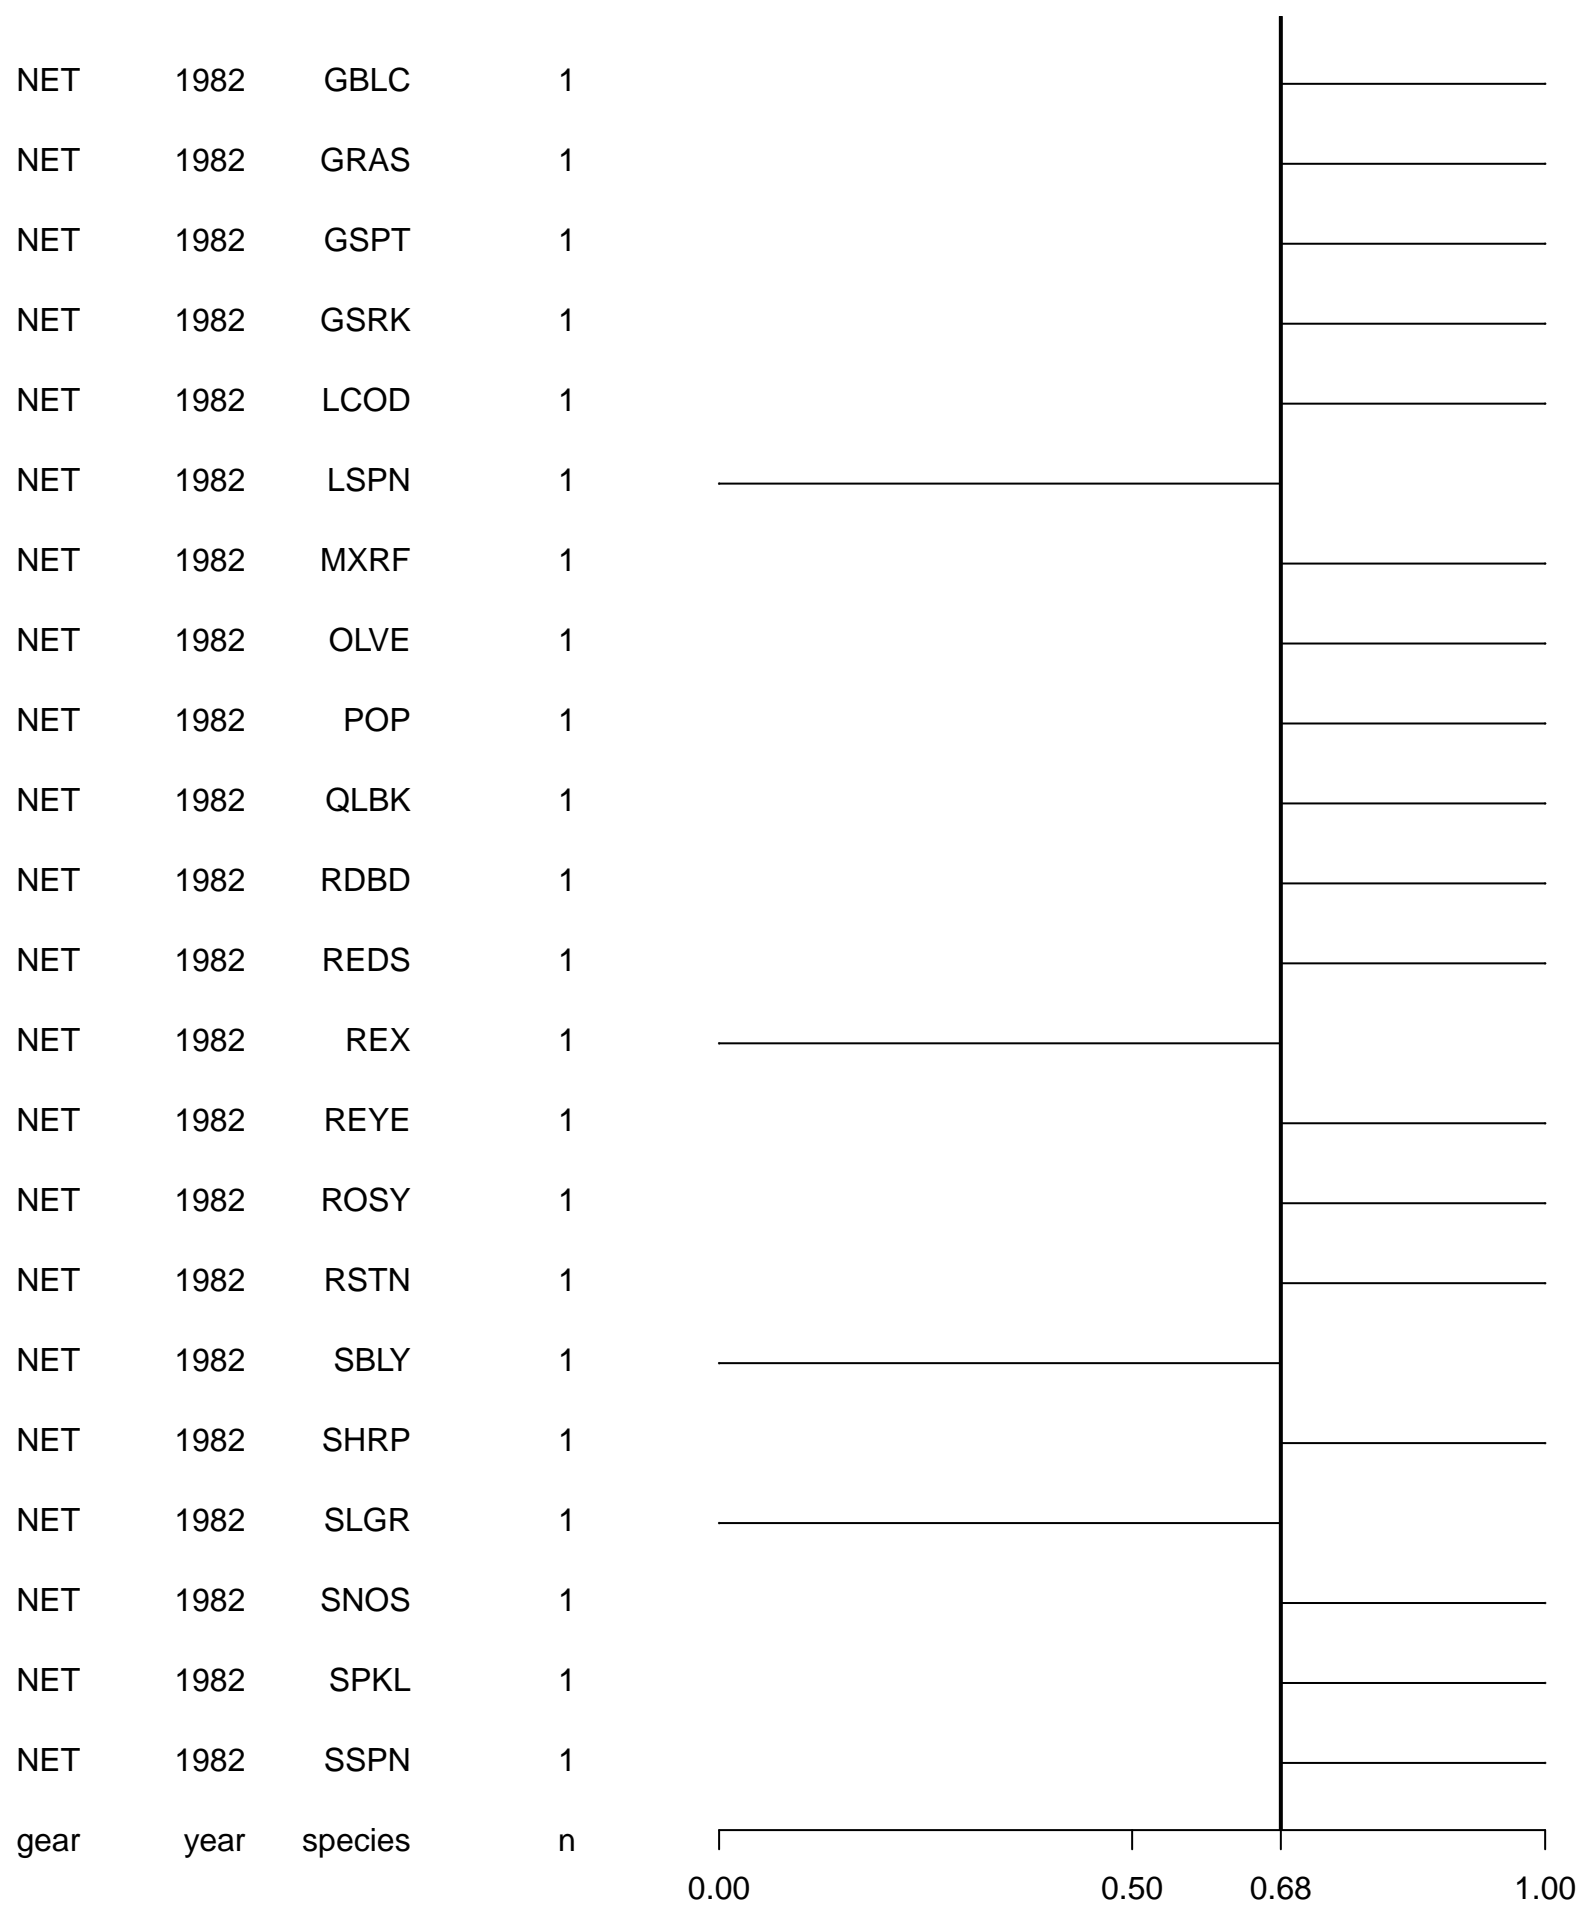 NET 1982 GBLC 1
NET 1982 GRAS 1
NET 1982 GSPT 1
NET 1982 GSRK 1
NET 1982 LCOD 1
NET 1982 LSPN 1
NET 1982 MXRF 1
NET 1982 OLVE 1
NET 1982 POP 1
NET 1982 QLBK 1
NET 1982 RDBD 1
NET 1982 REDS 1
NET 1982 REX 1
NET 1982 REYE 1
NET 1982 ROSY 1
NET 1982 RSTN 1
NET 1982 SBLY 1
NET 1982 SHRP 1
NET 1982 SLGR 1
NET 1982 SNOS 1
NET 1982 SPKL 1
NET 1982 SSPN 1
gear year species n
0.00 0.50 0.68 1.00